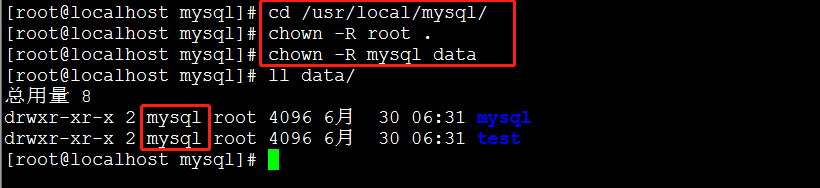 [root@localhost mysql]# cd /usr/local/mysql/
[root@localhost mysql]# chown -R root .
[root@localhost mysql]# chown -R mysql data
[root@localhost mysql]# ll data/
总用量 8
drwxr-xr-x 2 mysql root 4096 6月  30 06:31 mysql
drwxr-xr-x 2 mysql root 4096 6月  30 06:31 test
[root@localhost mysql]#